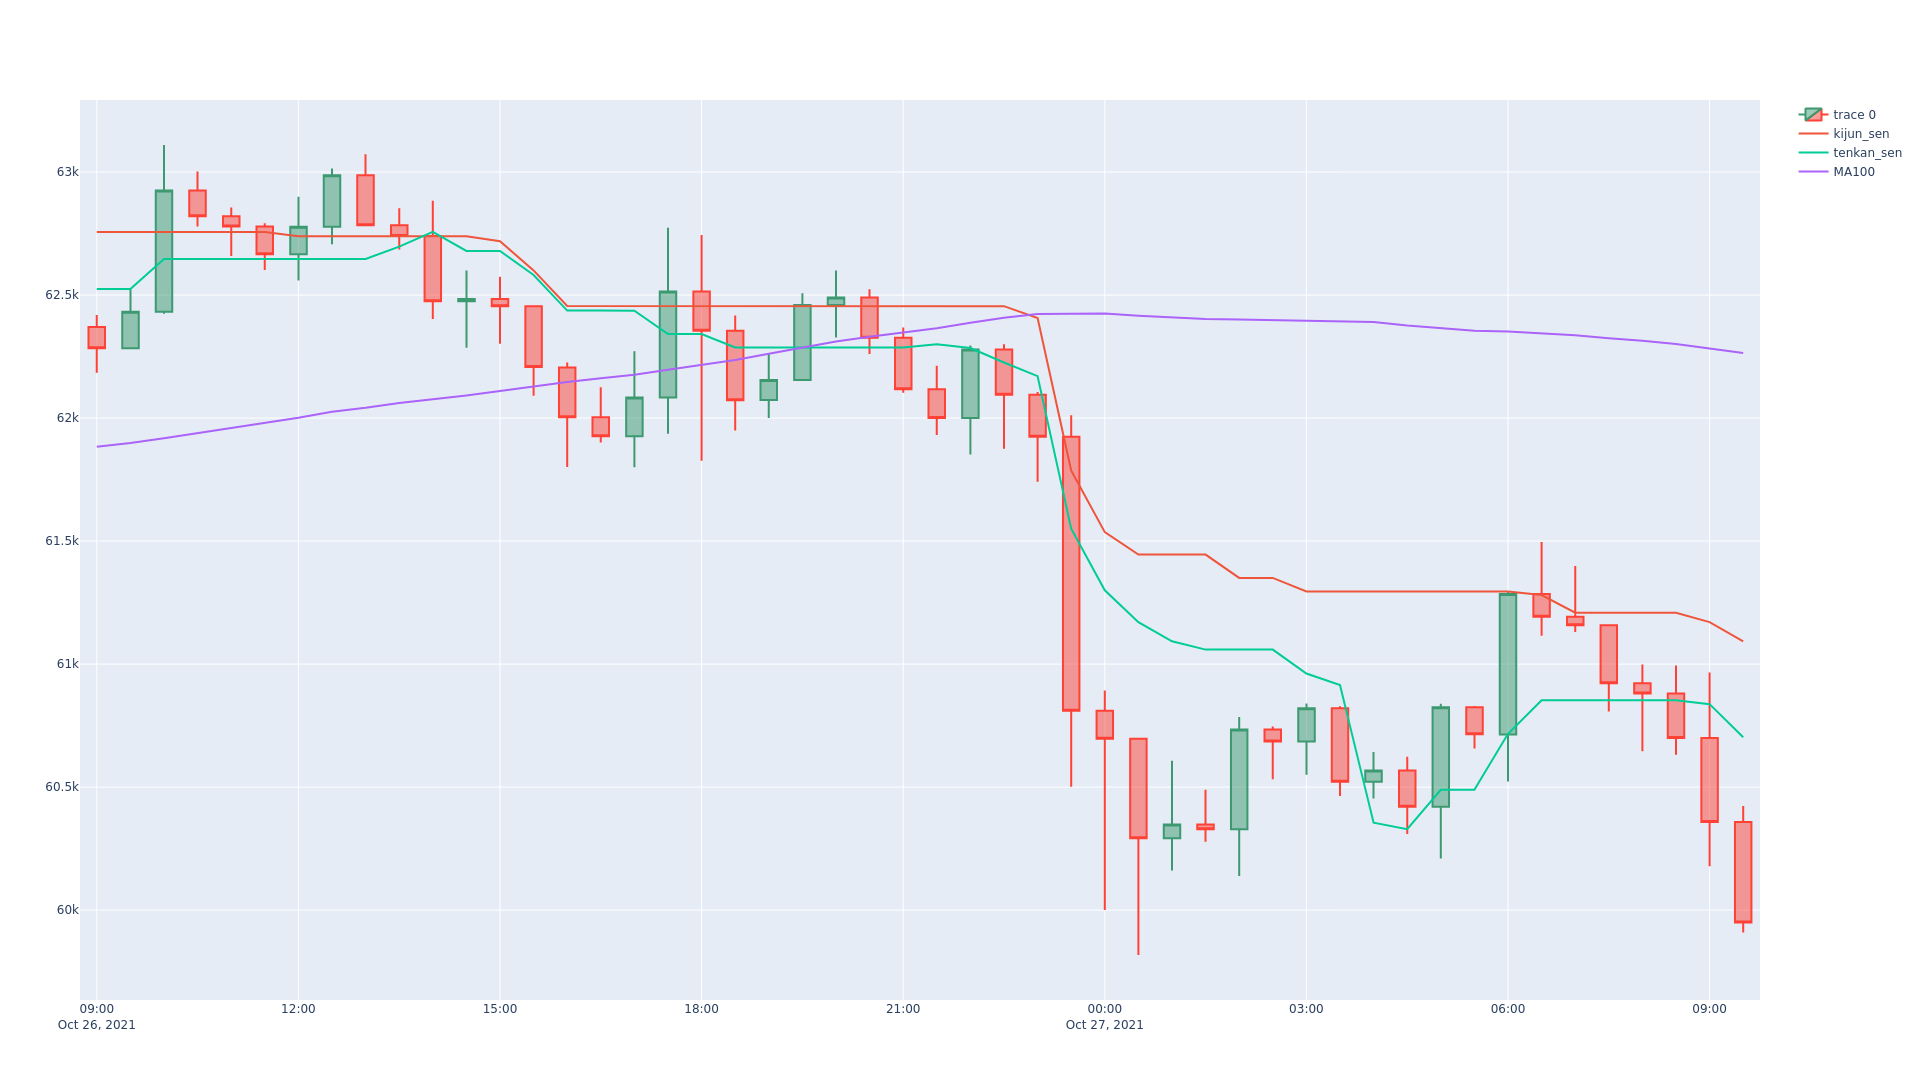 trace 0
kijun_sen
tenkan_sen
MA100
63k
62.5k
62k
61.5k
61k
60.5k
60k
09:00 12:00 15:00 18:00 21:00 00:00 03:00 06:00 09:00
Oct 26, 2021 Oct 27, 2021